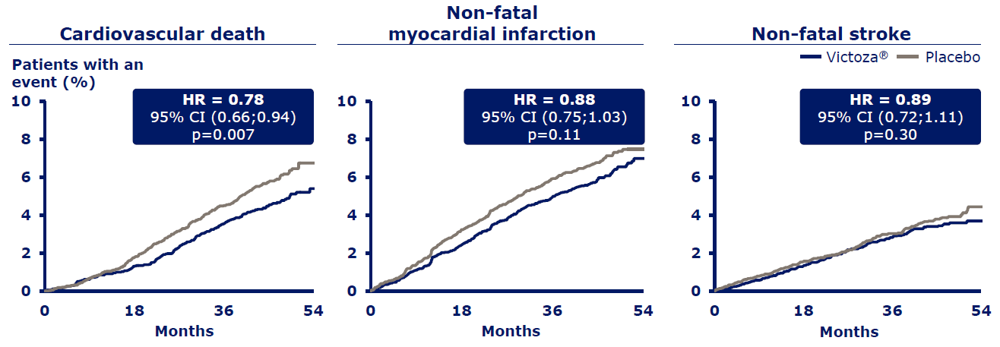 Cardiovascular death
Non-fatal
myocardial infarction
Non-fatal stroke
Victoza® Placebo
Patients with an
event (%)
HR = 0.78
95% CI (0.66;0.94)
p=0.007
10
8
6
4
2
0
0 18 36 54
Months
HR = 0.88
95% CI (0.75;1.03)
p=0.11
10
8
6
4
2
0
0 18 36 54
Months
HR = 0.89
95% CI (0.72;1.11)
p=0.30
10
8
6
4
2
0
0 18 36 54
Months